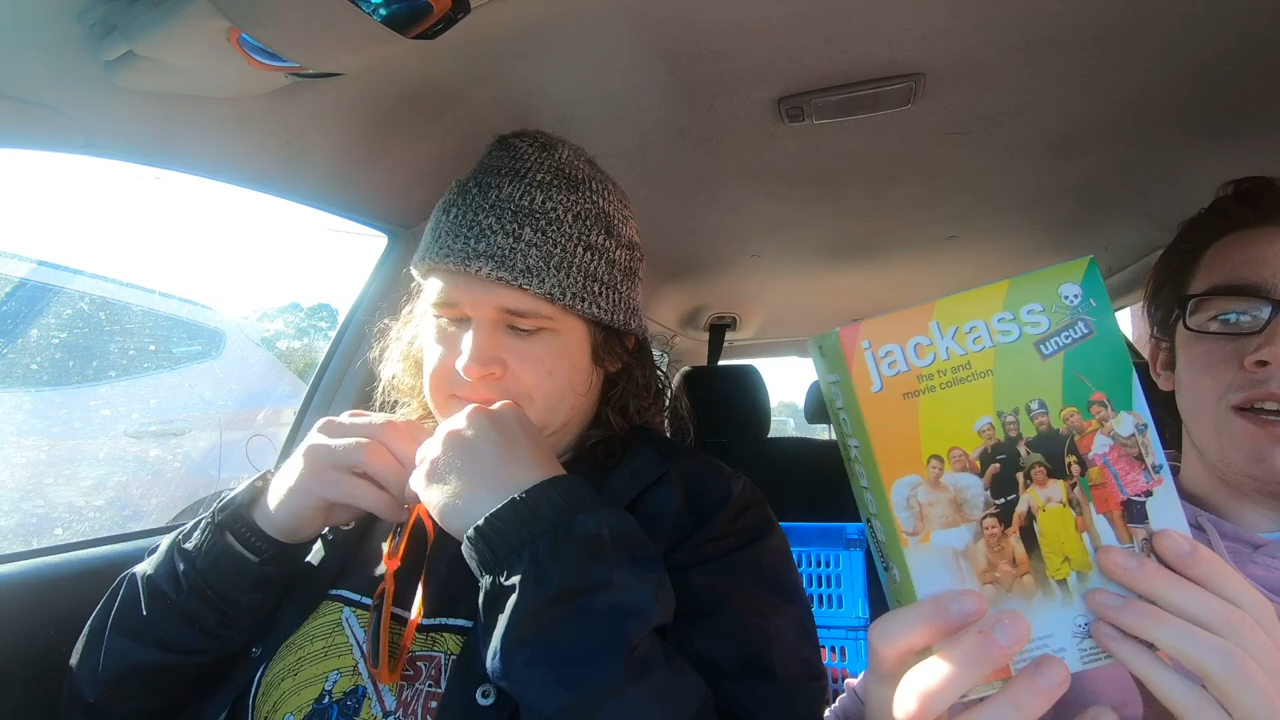 jackass
uncut
the tv and
movie collection
jackass